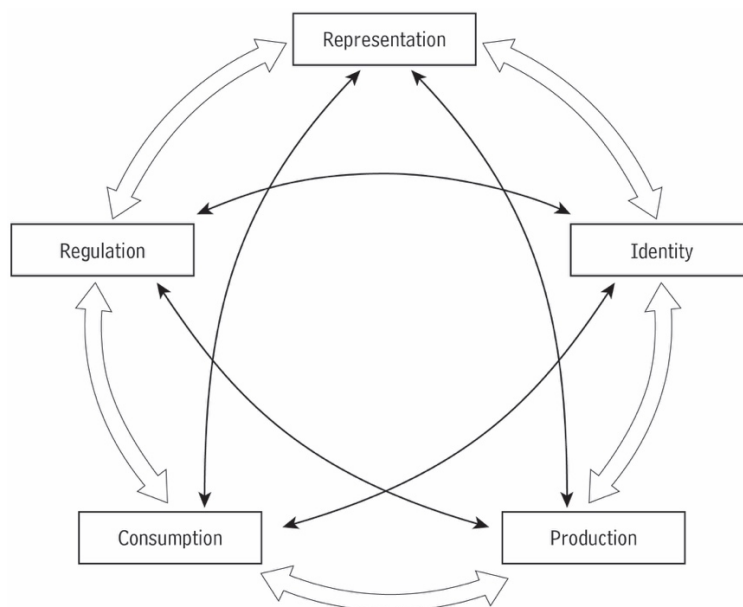 Representation
Regulation
Identity
Consumption
Production